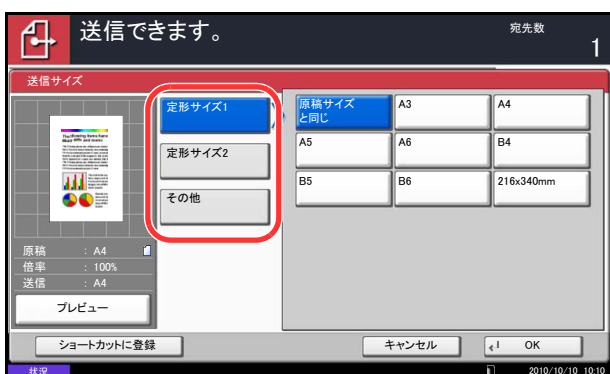 送信できます。
宛先数
1
送信サイズ
定形サイズ1
定形サイズ2
その他
原稿サイズ
と同じ
A3
A4
A5
A6
B4
B5
B6
216x340mm
原稿 : A4
倍率 : 100%
送信 : A4
プレビュー
ショートカットに登録
キャンセル
OK
状況
2010/10/10 10:10